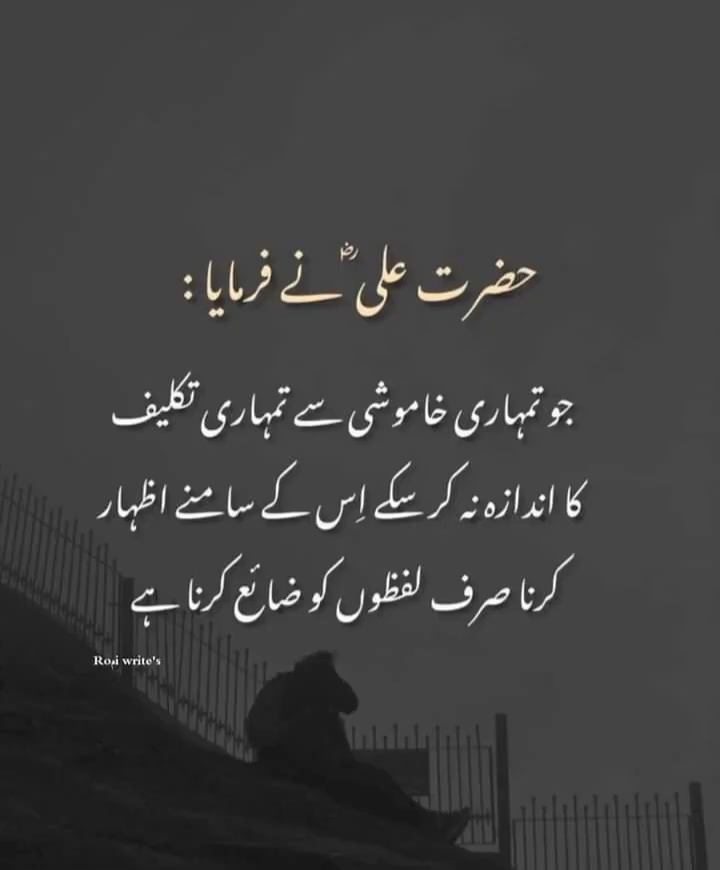 حضرت علیؓ نے فرمایا :
جو تمہاری خاموشی سے تمہاری تکلیف
کا اندازہ نہ کر سکے اِس کے سامنے اظہار
کرنا صرف لفظوں کو ضائع کرنا ہے
write's